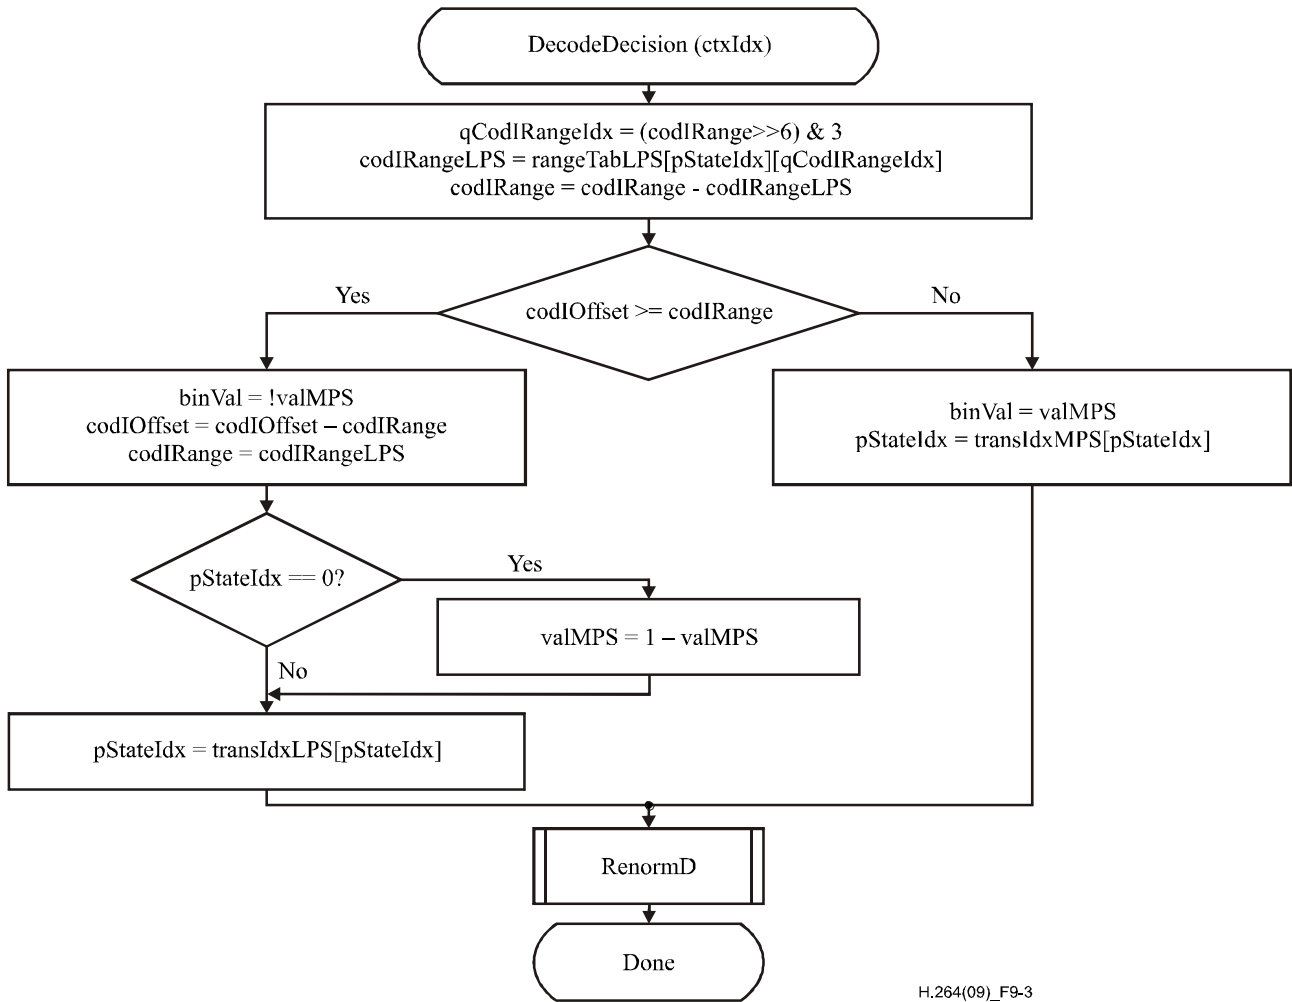 DecodeDecision (ctxIdx)
qCodIRangeIdx = (codIRange>>6) & 3
codIRangeLPS = rangeTabLPS[pStateIdx][qCodIRangeIdx]
codIRange = codIRange - codIRangeLPS
codIOffset >= codIRange
Yes
No
binVal = !valMPS
codIOffset = codIOffset – codIRange
codIRange = codIRangeLPS
binVal = valMPS
pStateIdx = transIdxMPS[pStateIdx]
pStateIdx == 0?
Yes
valMPS = 1 – valMPS
No
pStateIdx = transIdxLPS[pStateIdx]
RenormD
Done
H.264(09)_F9-3